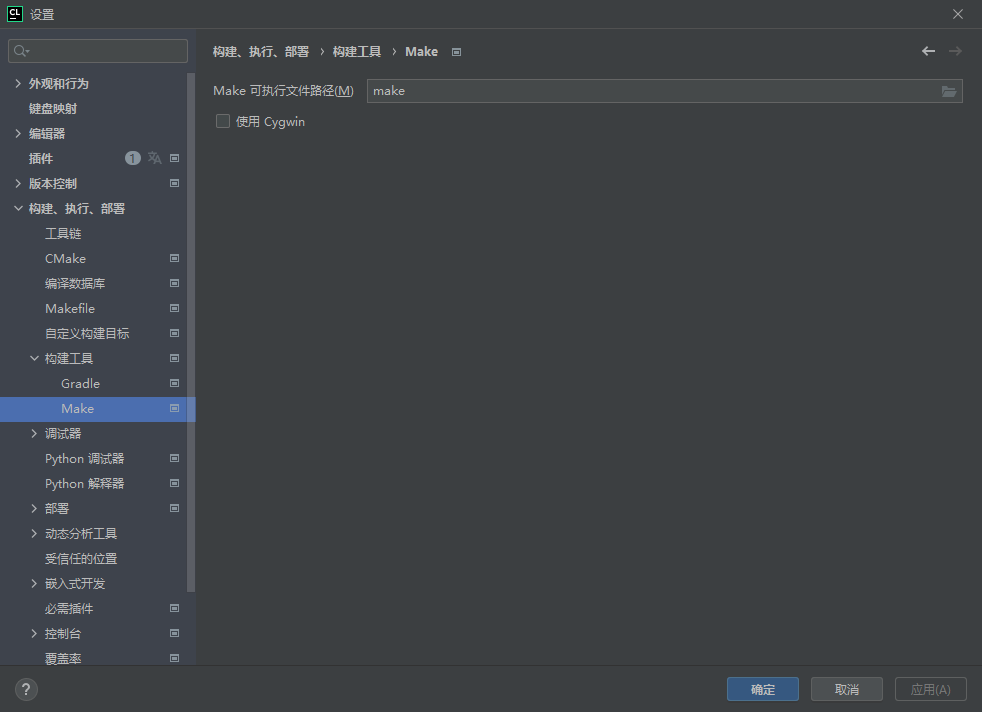 CL 设置
外观和行为
键盘映射
编辑器
插件 1
版本控制
构建、执行、部署
工具链
CMake
编译数据库
Makefile
自定义构建目标
构建工具
Gradle
Make
调试器
Python 调试器
Python 解释器
部署
动态分析工具
受信任的位置
嵌入式开发
必需插件
控制台
覆盖率
构建、执行、部署 › 构建工具 › Make
Make 可执行文件路径(M) make
使用 Cygwin
? 确定 取消 应用(A)